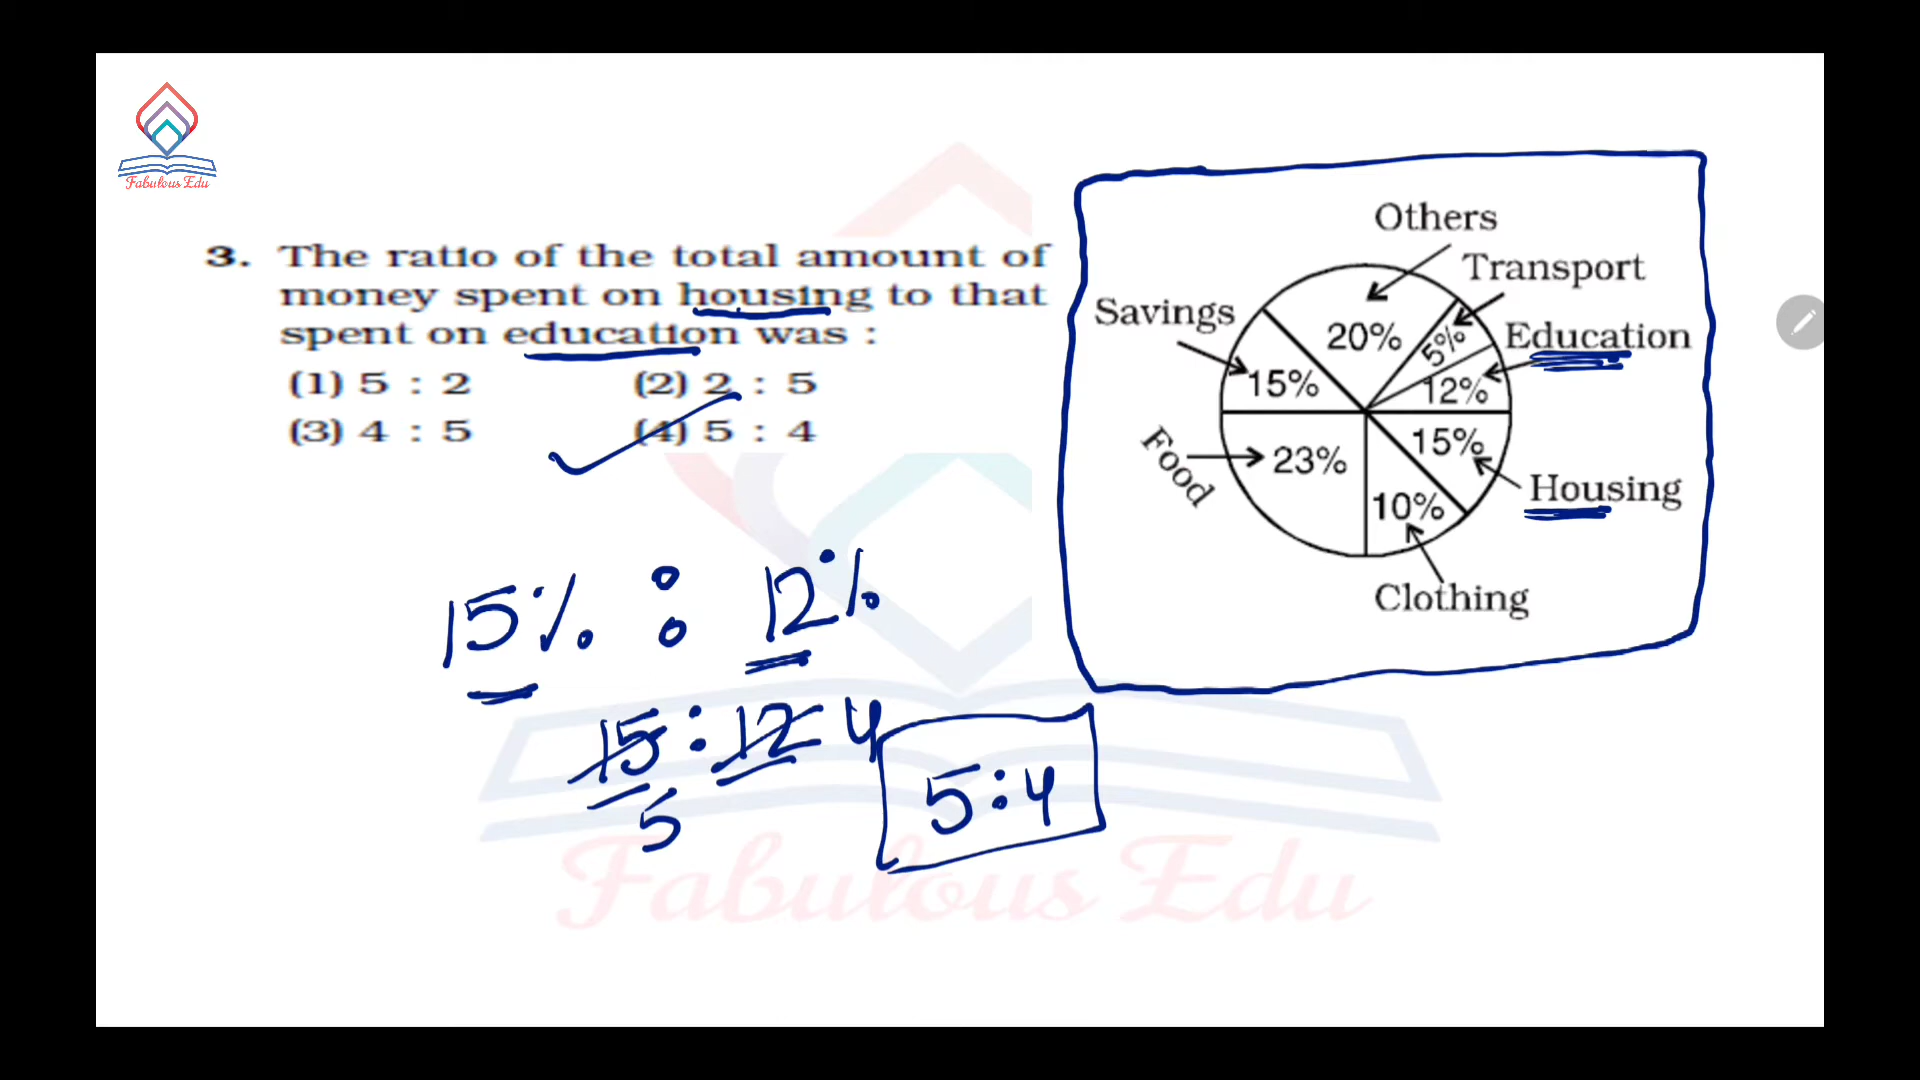 Fabulous Edu
3. The ratio of the total amount of
money spent on housing to that
spent on education was :
(1) 5 : 2 (2) 2 : 5
(3) 4 : 5 (4) 5 : 4
Others
Transport
Savings
Education
20%
5%
15%
12%
Food
23%
15%
Housing
10%
Clothing
15% : 12%
15 : 12 4
5
5:4
Fabulous Edu